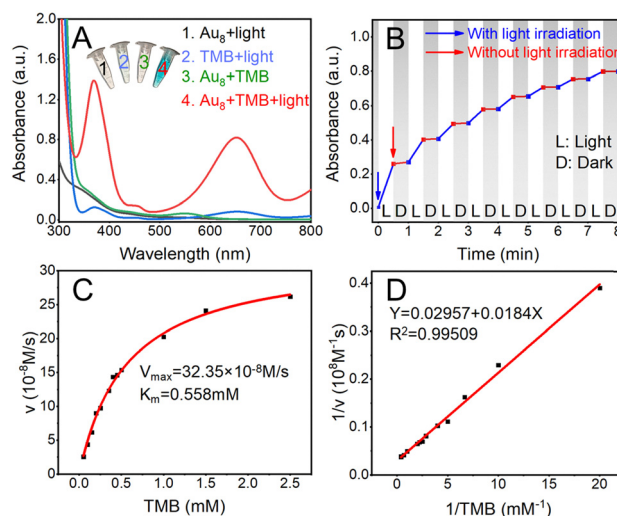 A
1. Au₈+light
2. TMB+light
3. Au₈+TMB
4. Au₈+TMB+light
1 2 3 4
Absorbance (a.u.)
2.0
1.6
1.2
0.8
0.4
0.0
300 400 500 600 700 800
Wavelength (nm)
B
With light irradiation
Without light irradiation
L: Light
D: Dark
Absorbance (a.u.)
1.0
0.8
0.6
0.4
0.2
0.0
L D L D L D L D L D L D L D L D
0 1 2 3 4 5 6 7 8
Time (min)
C
Vmax=32.35×10⁻⁸M/s
Km=0.558mM
v (10⁻⁸M/s)
30
25
20
15
10
5
0
0.0 0.5 1.0 1.5 2.0 2.5
TMB (mM)
D
Y=0.02957+0.0184X
R²=0.99509
1/v (10⁸M⁻¹s)
0.4
0.3
0.2
0.1
0.0
0 5 10 15 20
1/TMB (mM⁻¹)